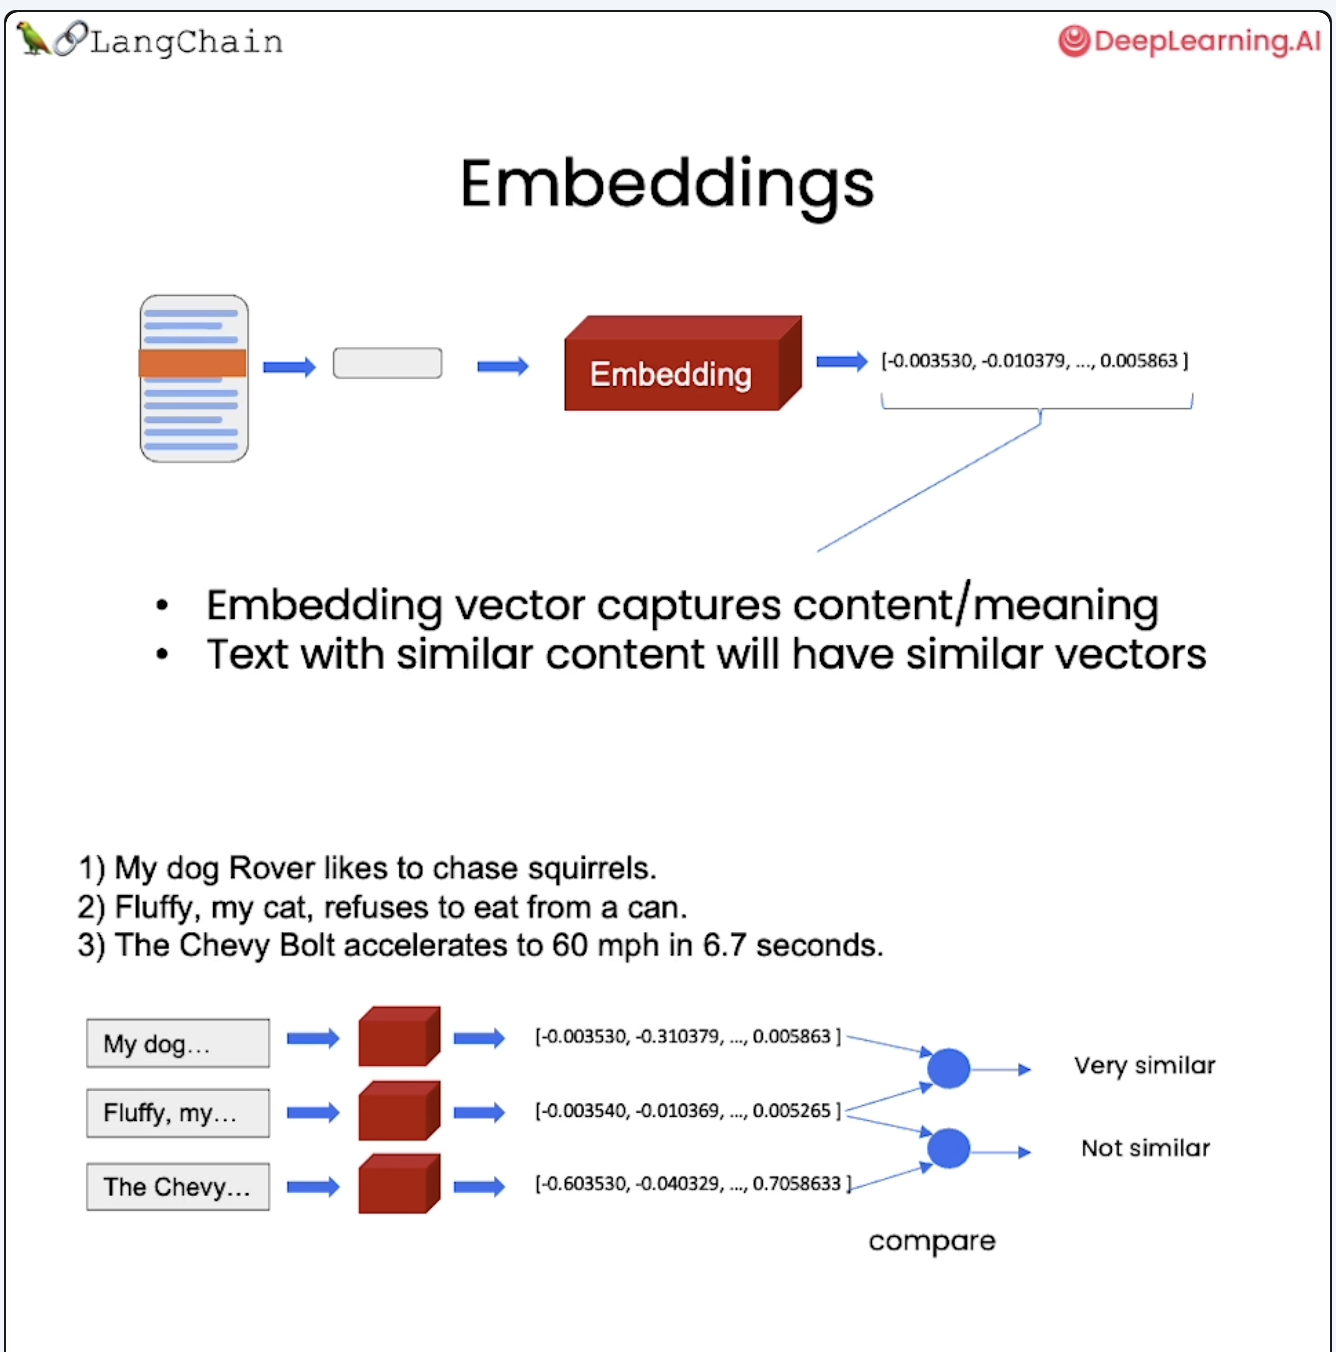 LangChain
DeepLearning.AI
Embeddings
Embedding
[-0.003530, -0.010379, ..., 0.005863 ]
• Embedding vector captures content/meaning
• Text with similar content will have similar vectors
1) My dog Rover likes to chase squirrels.
2) Fluffy, my cat, refuses to eat from a can.
3) The Chevy Bolt accelerates to 60 mph in 6.7 seconds.
My dog...
[-0.003530, -0.310379, ..., 0.005863 ]
Very similar
Fluffy, my...
[-0.003540, -0.010369, ..., 0.005265 ]
Not similar
The Chevy...
[-0.603530, -0.040329, ..., 0.7058633 ]
compare